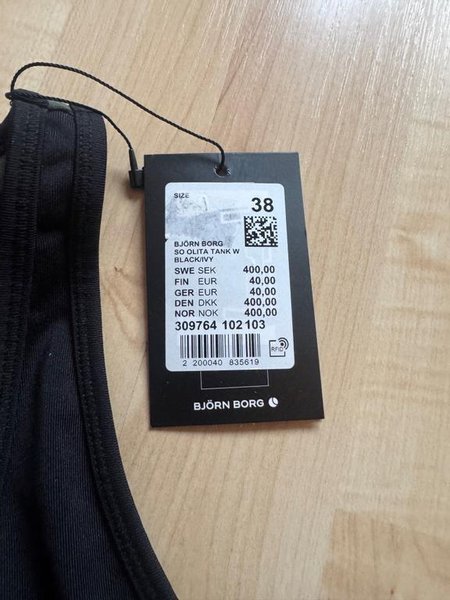 SIZE
38
BJÖRN BORG
SO OLITA TANK W
BLACK/IVY
SWE SEK 400,00
FIN EUR 40,00
GER EUR 40,00
DEN DKK 400,00
NOR NOK 400,00
309764 102103
RFID
2 200040 835619
BJÖRN BORG